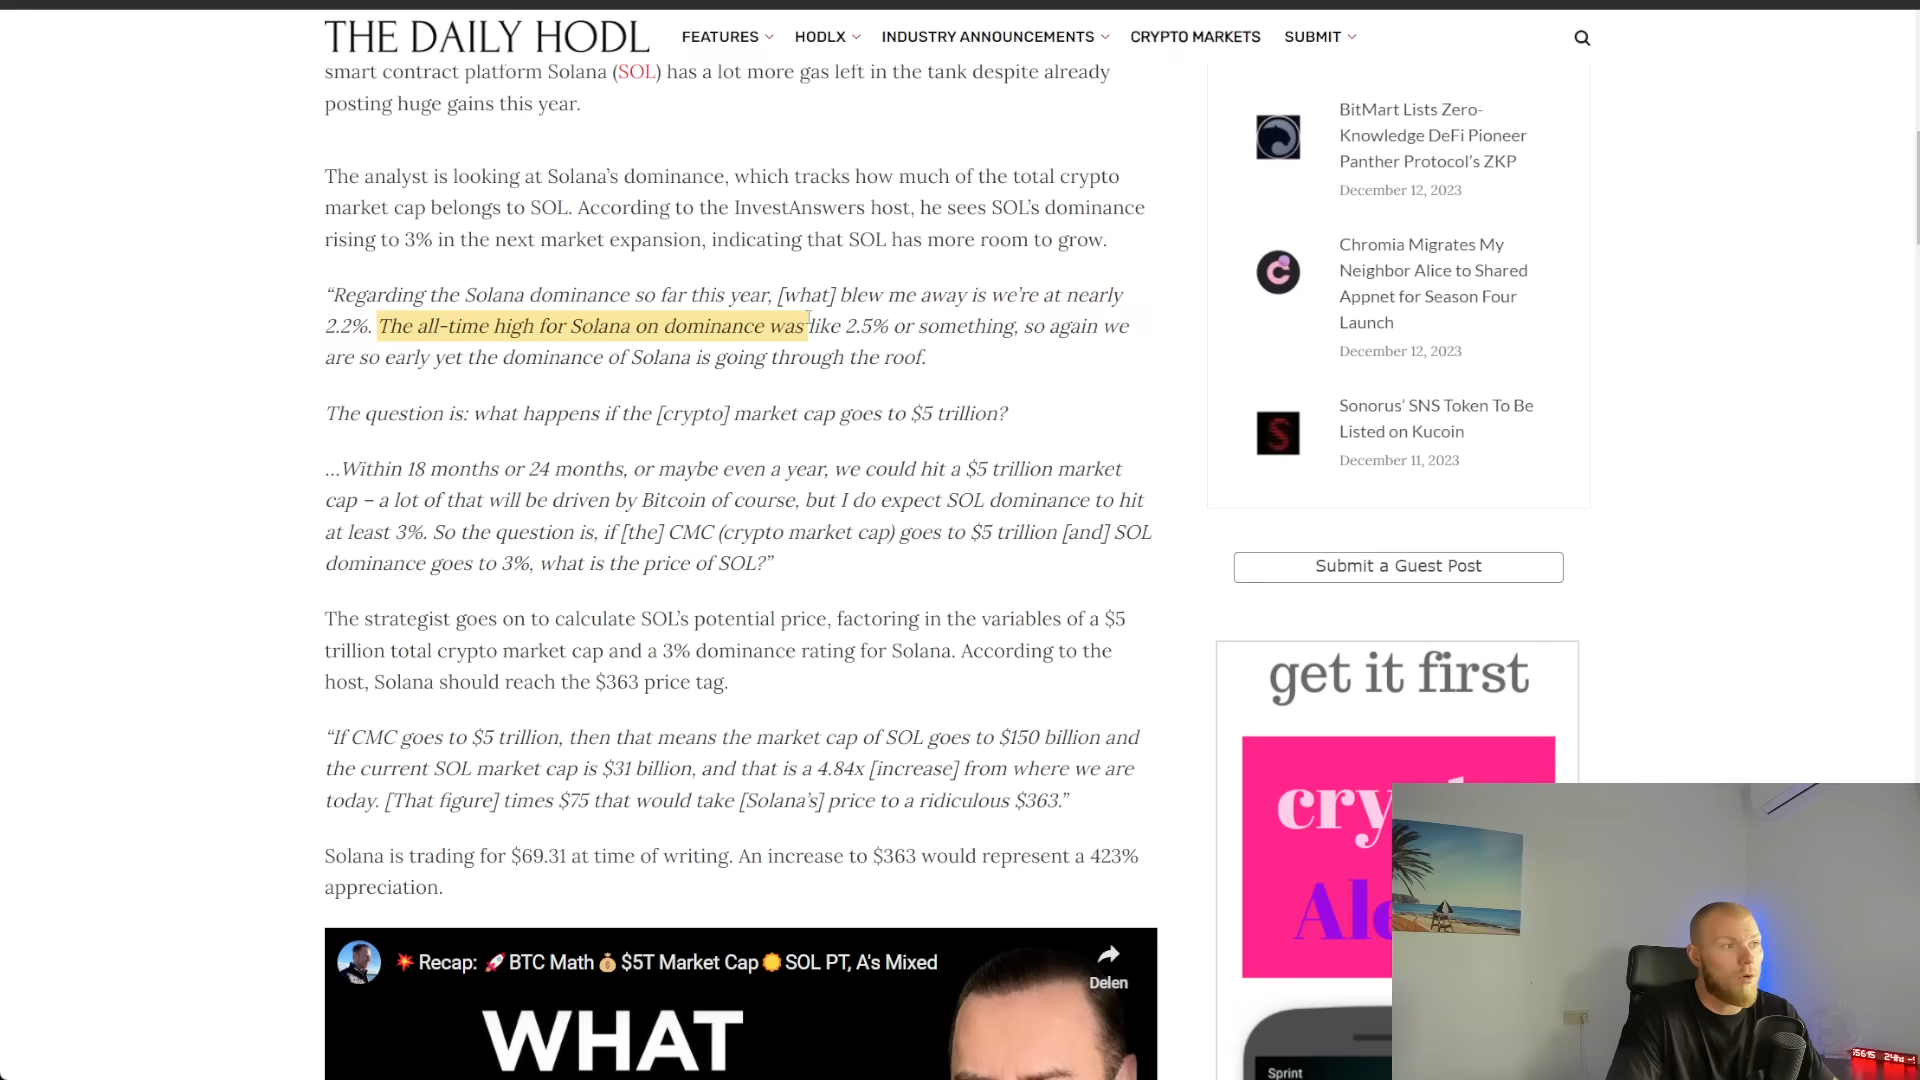 THE DAILY HODL
FEATURES
HODLX
INDUSTRY ANNOUNCEMENTS
CRYPTO MARKETS
SUBMIT
smart contract platform Solana (SOL) has a lot more gas left in the tank despite already
posting huge gains this year.
The analyst is looking at Solana’s dominance, which tracks how much of the total crypto
market cap belongs to SOL. According to the InvestAnswers host, he sees SOL’s dominance
rising to 3% in the next market expansion, indicating that SOL has more room to grow.
“Regarding the Solana dominance so far this year, [what] blew me away is we’re at nearly
2.2%. The all-time high for Solana on dominance was like 2.5% or something, so again we
are so early yet the dominance of Solana is going through the roof.
The question is: what happens if the [crypto] market cap goes to $5 trillion?
…Within 18 months or 24 months, or maybe even a year, we could hit a $5 trillion market
cap – a lot of that will be driven by Bitcoin of course, but I do expect SOL dominance to hit
at least 3%. So the question is, if [the] CMC (crypto market cap) goes to $5 trillion [and] SOL
dominance goes to 3%, what is the price of SOL?”
The strategist goes on to calculate SOL’s potential price, factoring in the variables of a $5
trillion total crypto market cap and a 3% dominance rating for Solana. According to the
host, Solana should reach the $363 price tag.
“If CMC goes to $5 trillion, then that means the market cap of SOL goes to $150 billion and
the current SOL market cap is $31 billion, and that is a 4.84x [increase] from where we are
today. [That figure] times $75 that would take [Solana’s] price to a ridiculous $363.”
Solana is trading for $69.31 at time of writing. An increase to $363 would represent a 423%
appreciation.
💥Recap: 🚀BTC Math💰$5T Market Cap🌞SOL PT, A's Mixed
Delen
WHAT
BitMart Lists Zero-
Knowledge DeFi Pioneer
Panther Protocol’s ZKP
December 12, 2023
Chromia Migrates My
Neighbor Alice to Shared
Appnet for Season Four
Launch
December 12, 2023
Sonorus’ SNS Token To Be
Listed on Kucoin
December 11, 2023
Submit a Guest Post
get it first
Sprint